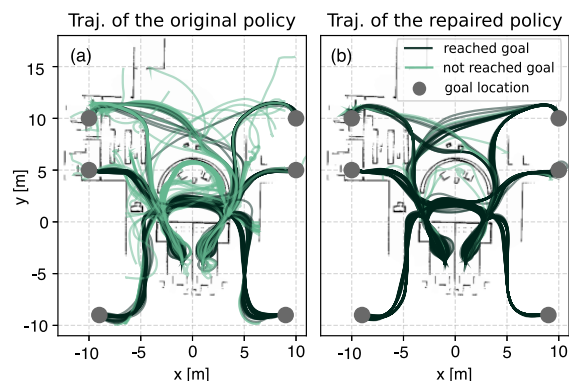 Traj. of the original policy
Traj. of the repaired policy
(a)
(b)
reached goal
not reached goal
goal location
y [m]
15
10
5
0
-5
-10
-10
-5
0
5
10
x [m]
-10
-5
0
5
10
x [m]